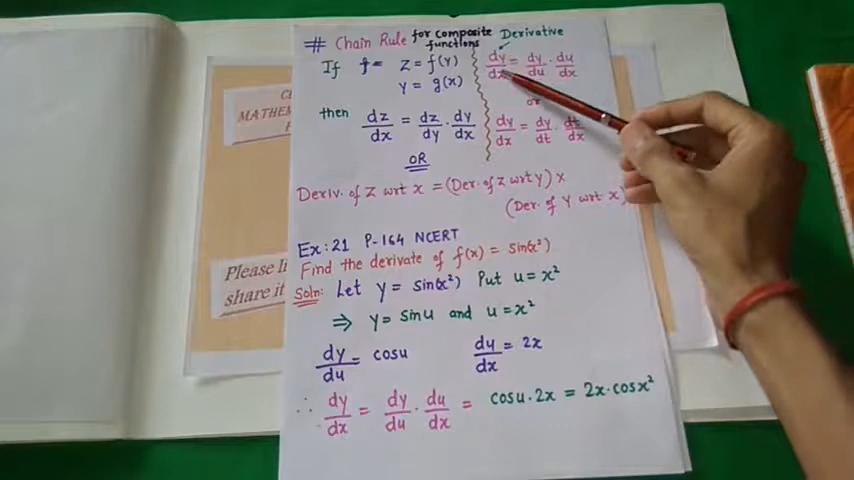 # Chain Rule for composite functions
Derivative
If f = z = f(y)
y = g(x)
dy/dx = dy/du · du/dx
or
then dz/dx = dz/dy · dy/dx
dy/dx = dy/dt · dt/dx
OR
Deriv. of z wrt x = (Der. of z wrt y) x
(Der. of y wrt x)
Ex: 21 P-164 NCERT
Find the derivate of f(x) = sin(x²)
Soln: Let y = sin(x²) Put u = x²
⇒ y = sin u and u = x²
dy/du = cosu du/dx = 2x
∴ dy/dx = dy/du · du/dx = cosu · 2x = 2x · cosx²
MATHEM
Please li
share it